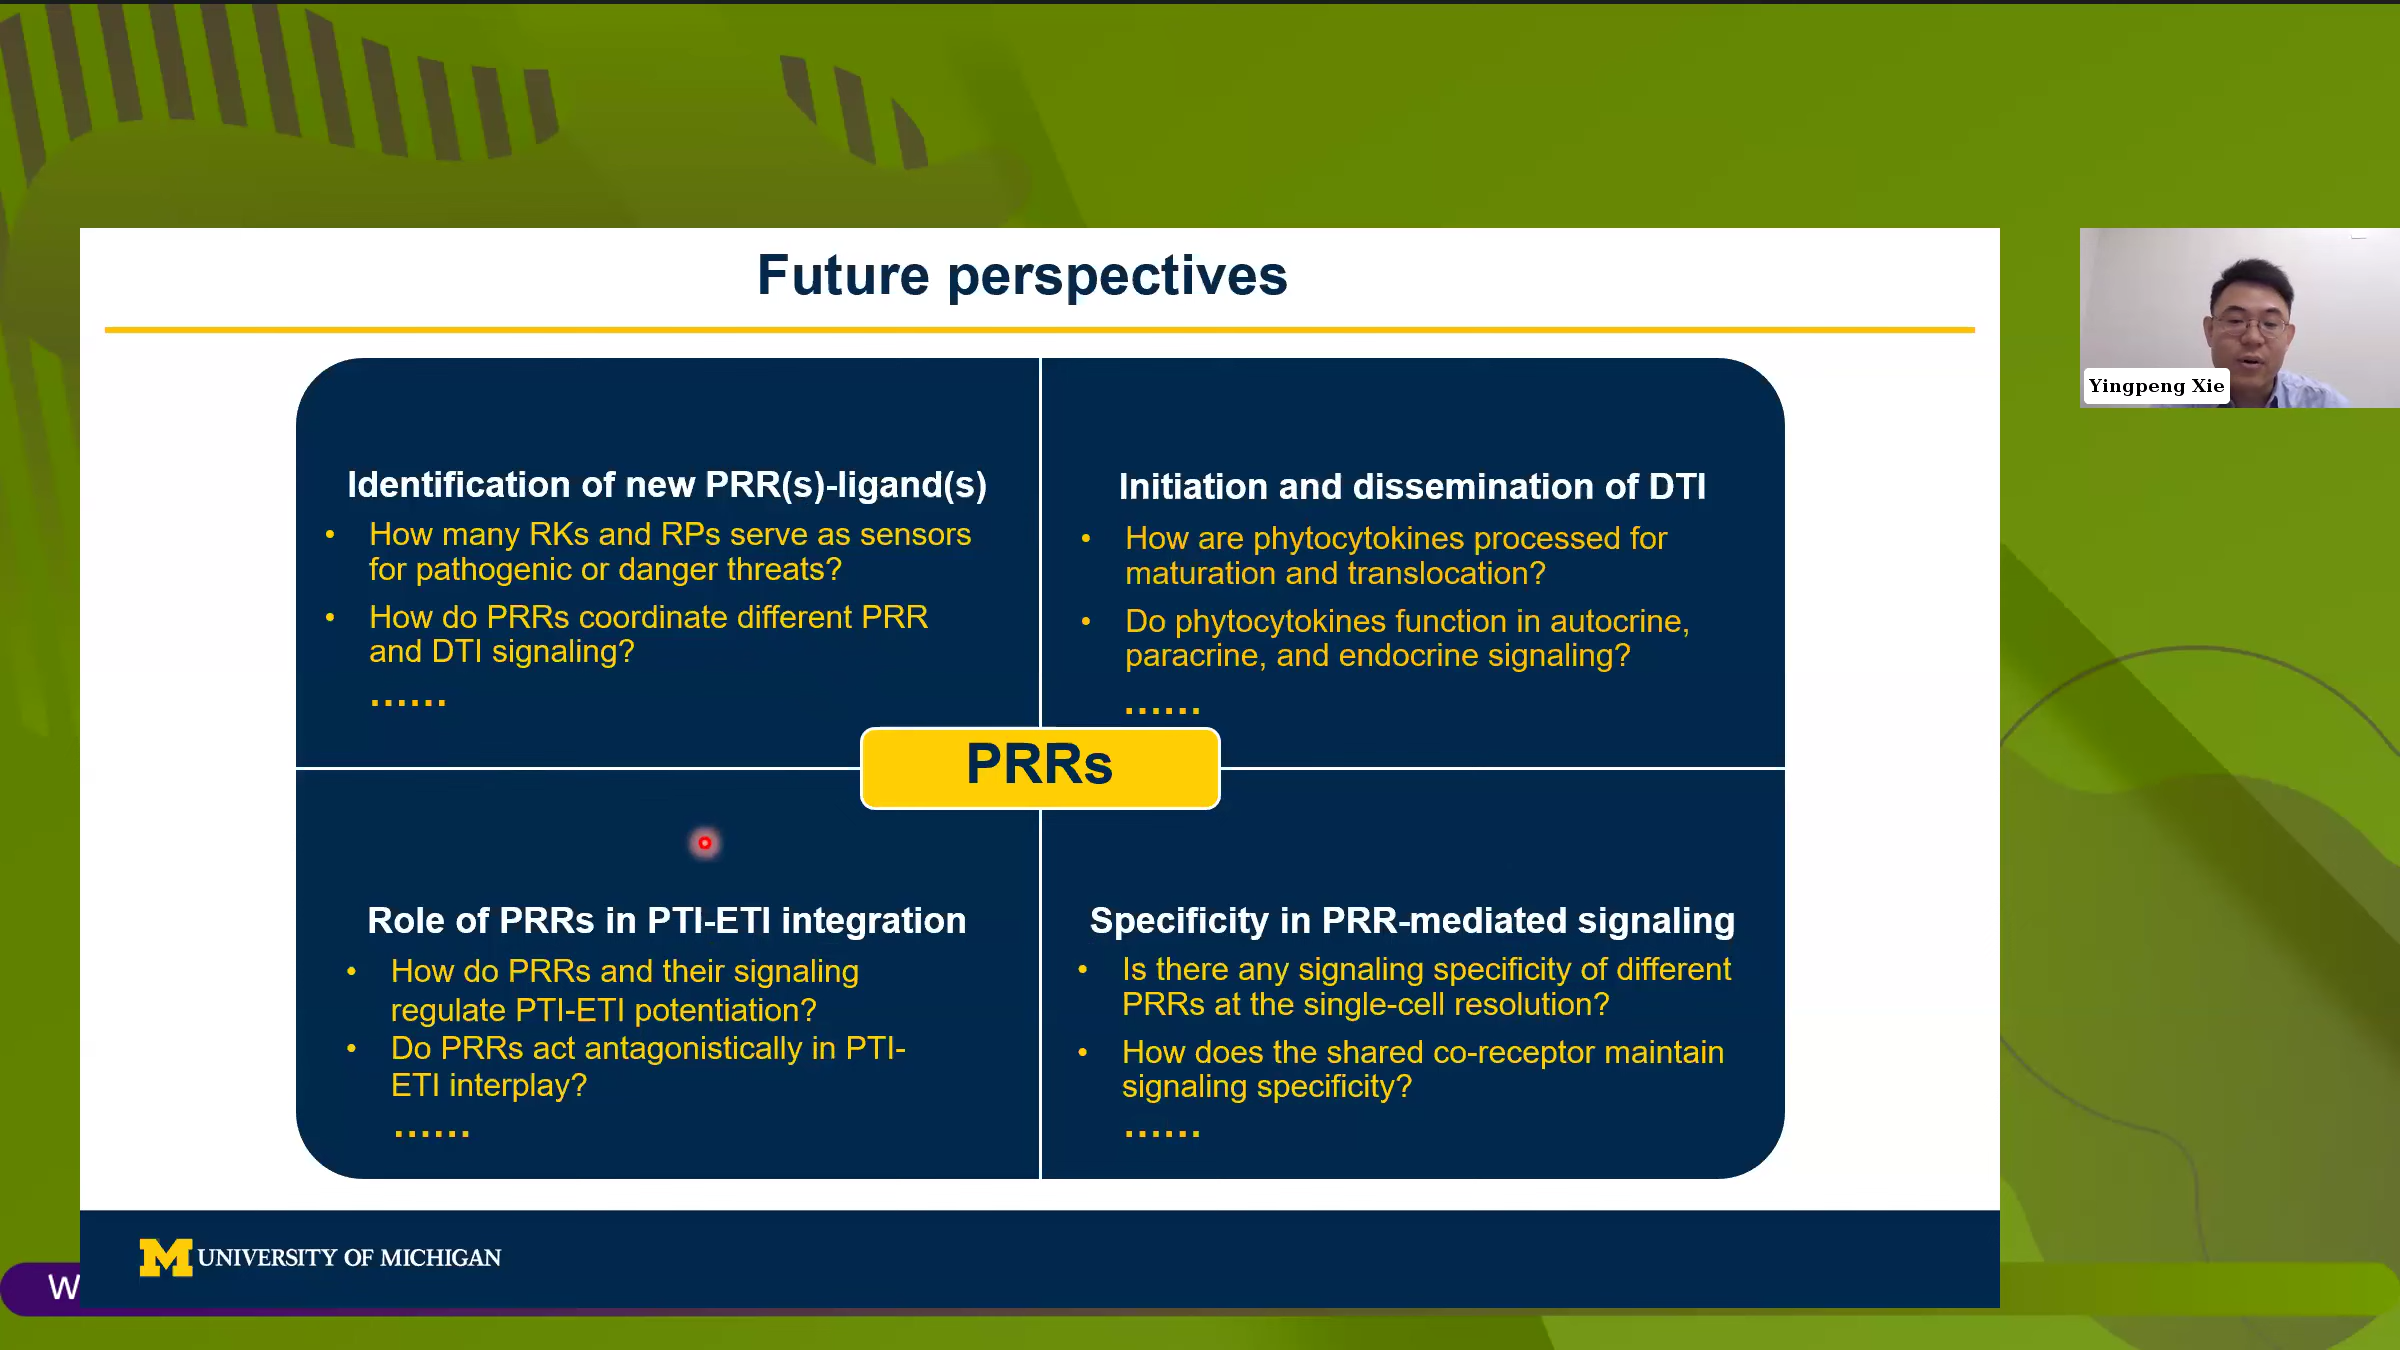 Future perspectives
Identification of new PRR(s)-ligand(s)
• How many RKs and RPs serve as sensors
for pathogenic or danger threats?
• How do PRRs coordinate different PRR
and DTI signaling?
......
Initiation and dissemination of DTI
• How are phytocytokines processed for
maturation and translocation?
• Do phytocytokines function in autocrine,
paracrine, and endocrine signaling?
......
PRRs
Role of PRRs in PTI-ETI integration
• How do PRRs and their signaling
regulate PTI-ETI potentiation?
• Do PRRs act antagonistically in PTI-
ETI interplay?
......
Specificity in PRR-mediated signaling
• Is there any signaling specificity of different
PRRs at the single-cell resolution?
• How does the shared co-receptor maintain
signaling specificity?
......
M UNIVERSITY OF MICHIGAN
W
Yingpeng Xie